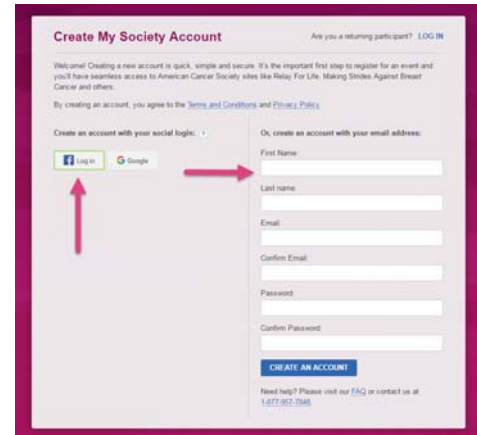 Create My Society Account
Are you a returning participant? LOG IN
Welcome! Creating a new account is quick, simple and secure. It's the important first step to register for an event and
you'll have seamless access to American Cancer Society sites like Relay For Life, Making Strides Against Breast
Cancer and others.
By creating an account, you agree to the Terms and Conditions and Privacy Policy.
Create an account with your social login: ?
Log in
Google
Or, create an account with your email address:
First Name:
Last name:
Email:
Confirm Email:
Password:
Confirm Password:
CREATE AN ACCOUNT
Need help? Please visit our FAQ or contact us at
1-877-957-7848.